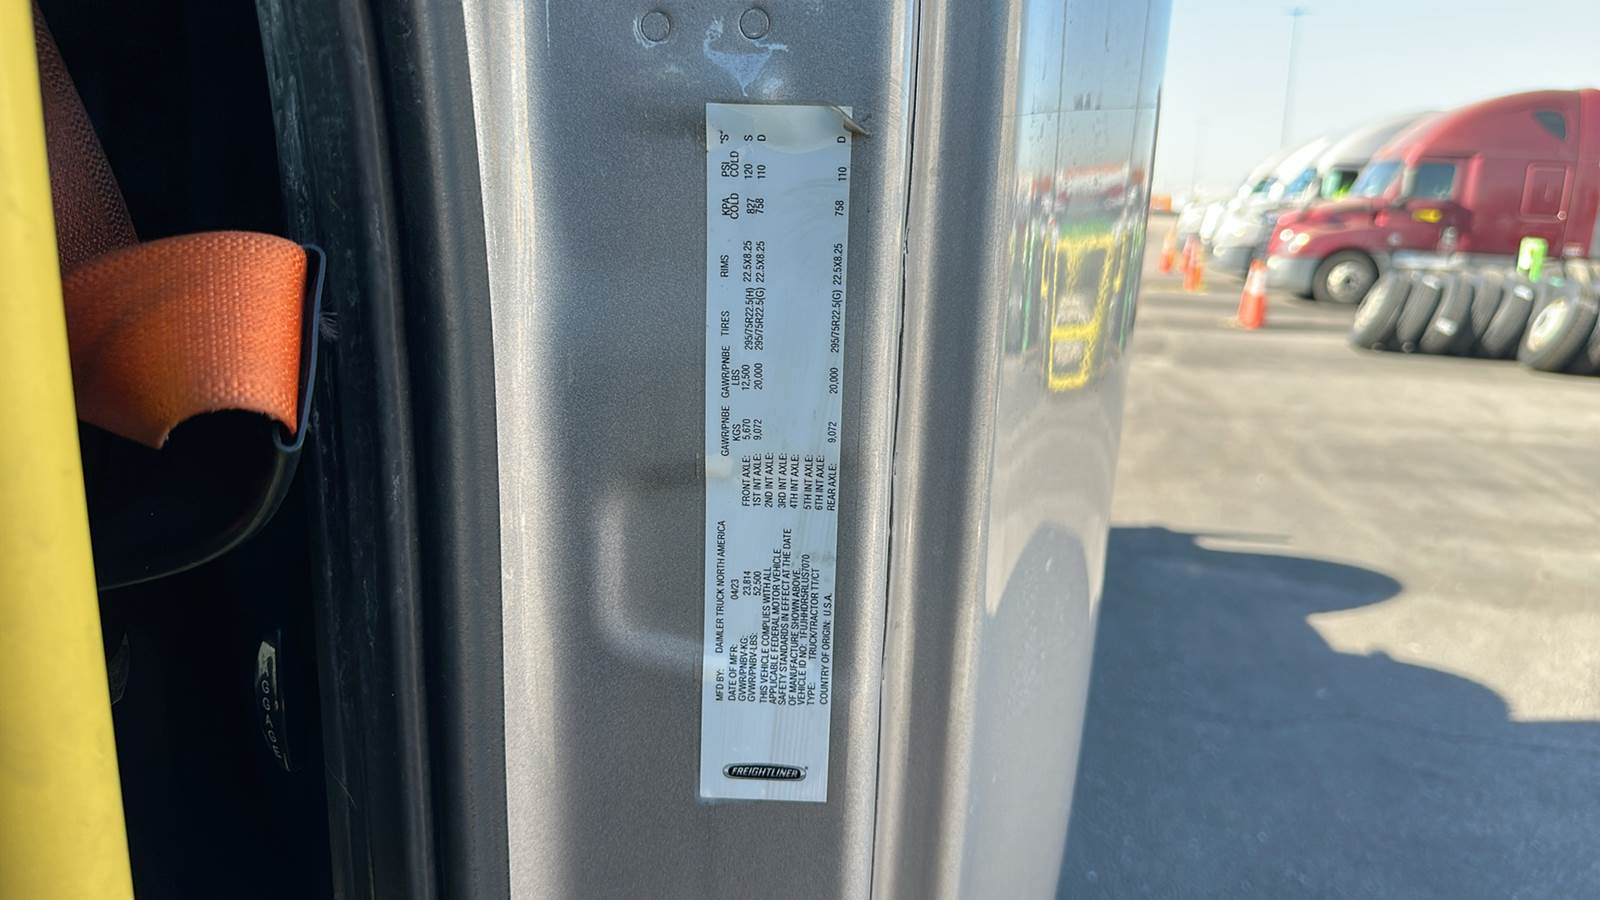 MFD BY: DAIMLER TRUCK NORTH AMERICA
DATE OF MFR: 04/23
GVWR/PNBV-KG: 23,814
GVWR/PNBV-LBS: 52,500
THIS VEHICLE COMPLIES WITH ALL
APPLICABLE FEDERAL MOTOR VEHICLE
SAFETY STANDARDS IN EFFECT AT THE DATE
OF MANUFACTURE SHOWN ABOVE.
VEHICLE ID NO: 1FUJHHDR5RLUS7070
TYPE: TRUCK/TRACTOR TT/CT
COUNTRY OF ORIGIN: U.S.A.
GAWR/PNBE GAWR/PNBE TIRES RIMS KPA PSI "S"
KGS LBS COLD COLD
FRONT AXLE: 5,670 12,500 295/75R22.5(H) 22.5X8.25 827 120 S
1ST INT AXLE: 9,072 20,000 295/75R22.5(G) 22.5X8.25 758 110 D
2ND INT AXLE:
3RD INT AXLE:
4TH INT AXLE:
5TH INT AXLE:
6TH INT AXLE:
REAR AXLE: 9,072 20,000 295/75R22.5(G) 22.5X8.25 758 110 D
FREIGHTLINER